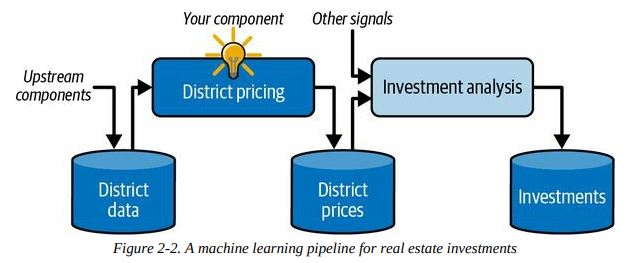 Your component
Other signals
Upstream
components
District pricing
Investment analysis
District
data
District
prices
Investments
Figure 2-2. A machine learning pipeline for real estate investments